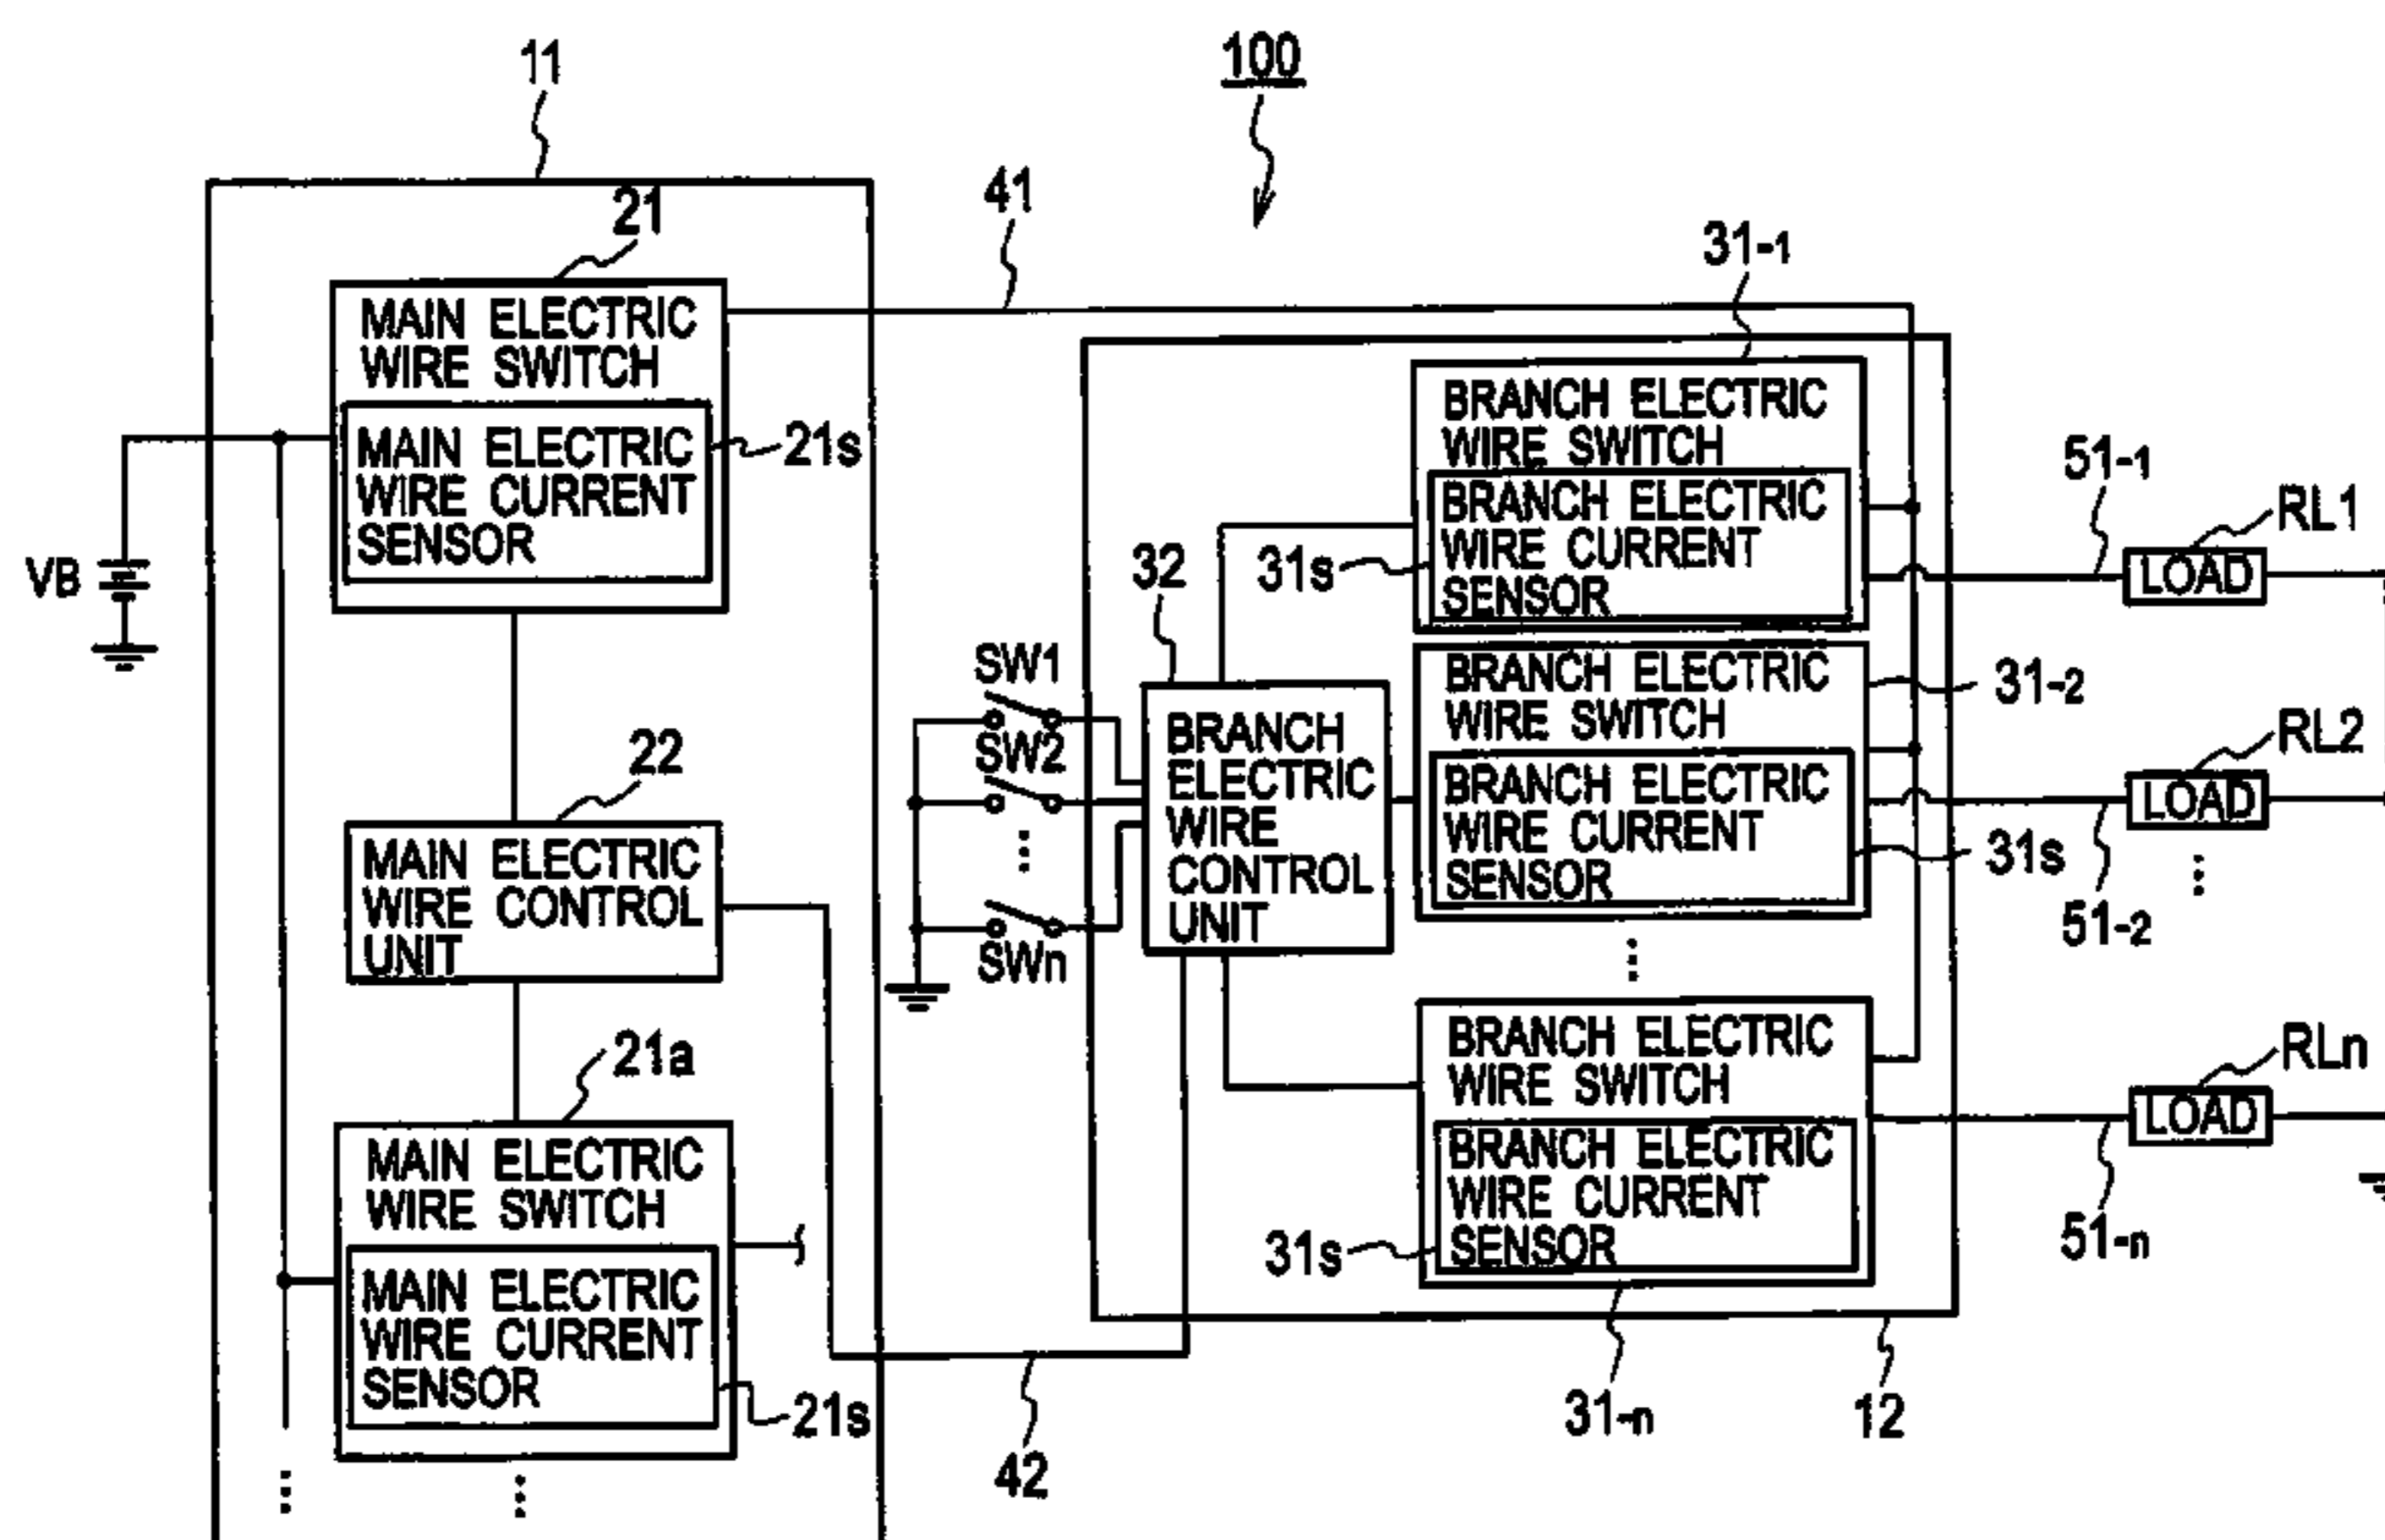 100
11
41
21
MAIN ELECTRIC
WIRE SWITCH
MAIN ELECTRIC
WIRE CURRENT
SENSOR
21s
VB
22
MAIN ELECTRIC
WIRE CONTROL
UNIT
21a
MAIN ELECTRIC
WIRE SWITCH
MAIN ELECTRIC
WIRE CURRENT
SENSOR
21s
42
SW1
SW2
SWn
32
BRANCH
ELECTRIC
WIRE
CONTROL
UNIT
31-1
BRANCH ELECTRIC
WIRE SWITCH
BRANCH ELECTRIC
WIRE CURRENT
SENSOR
31s
31-2
BRANCH ELECTRIC
WIRE SWITCH
BRANCH ELECTRIC
WIRE CURRENT
SENSOR
31s
BRANCH ELECTRIC
WIRE SWITCH
BRANCH ELECTRIC
WIRE CURRENT
SENSOR
31s
31-n
12
51-1
RL1
LOAD
RL2
LOAD
51-2
RLn
LOAD
51-n